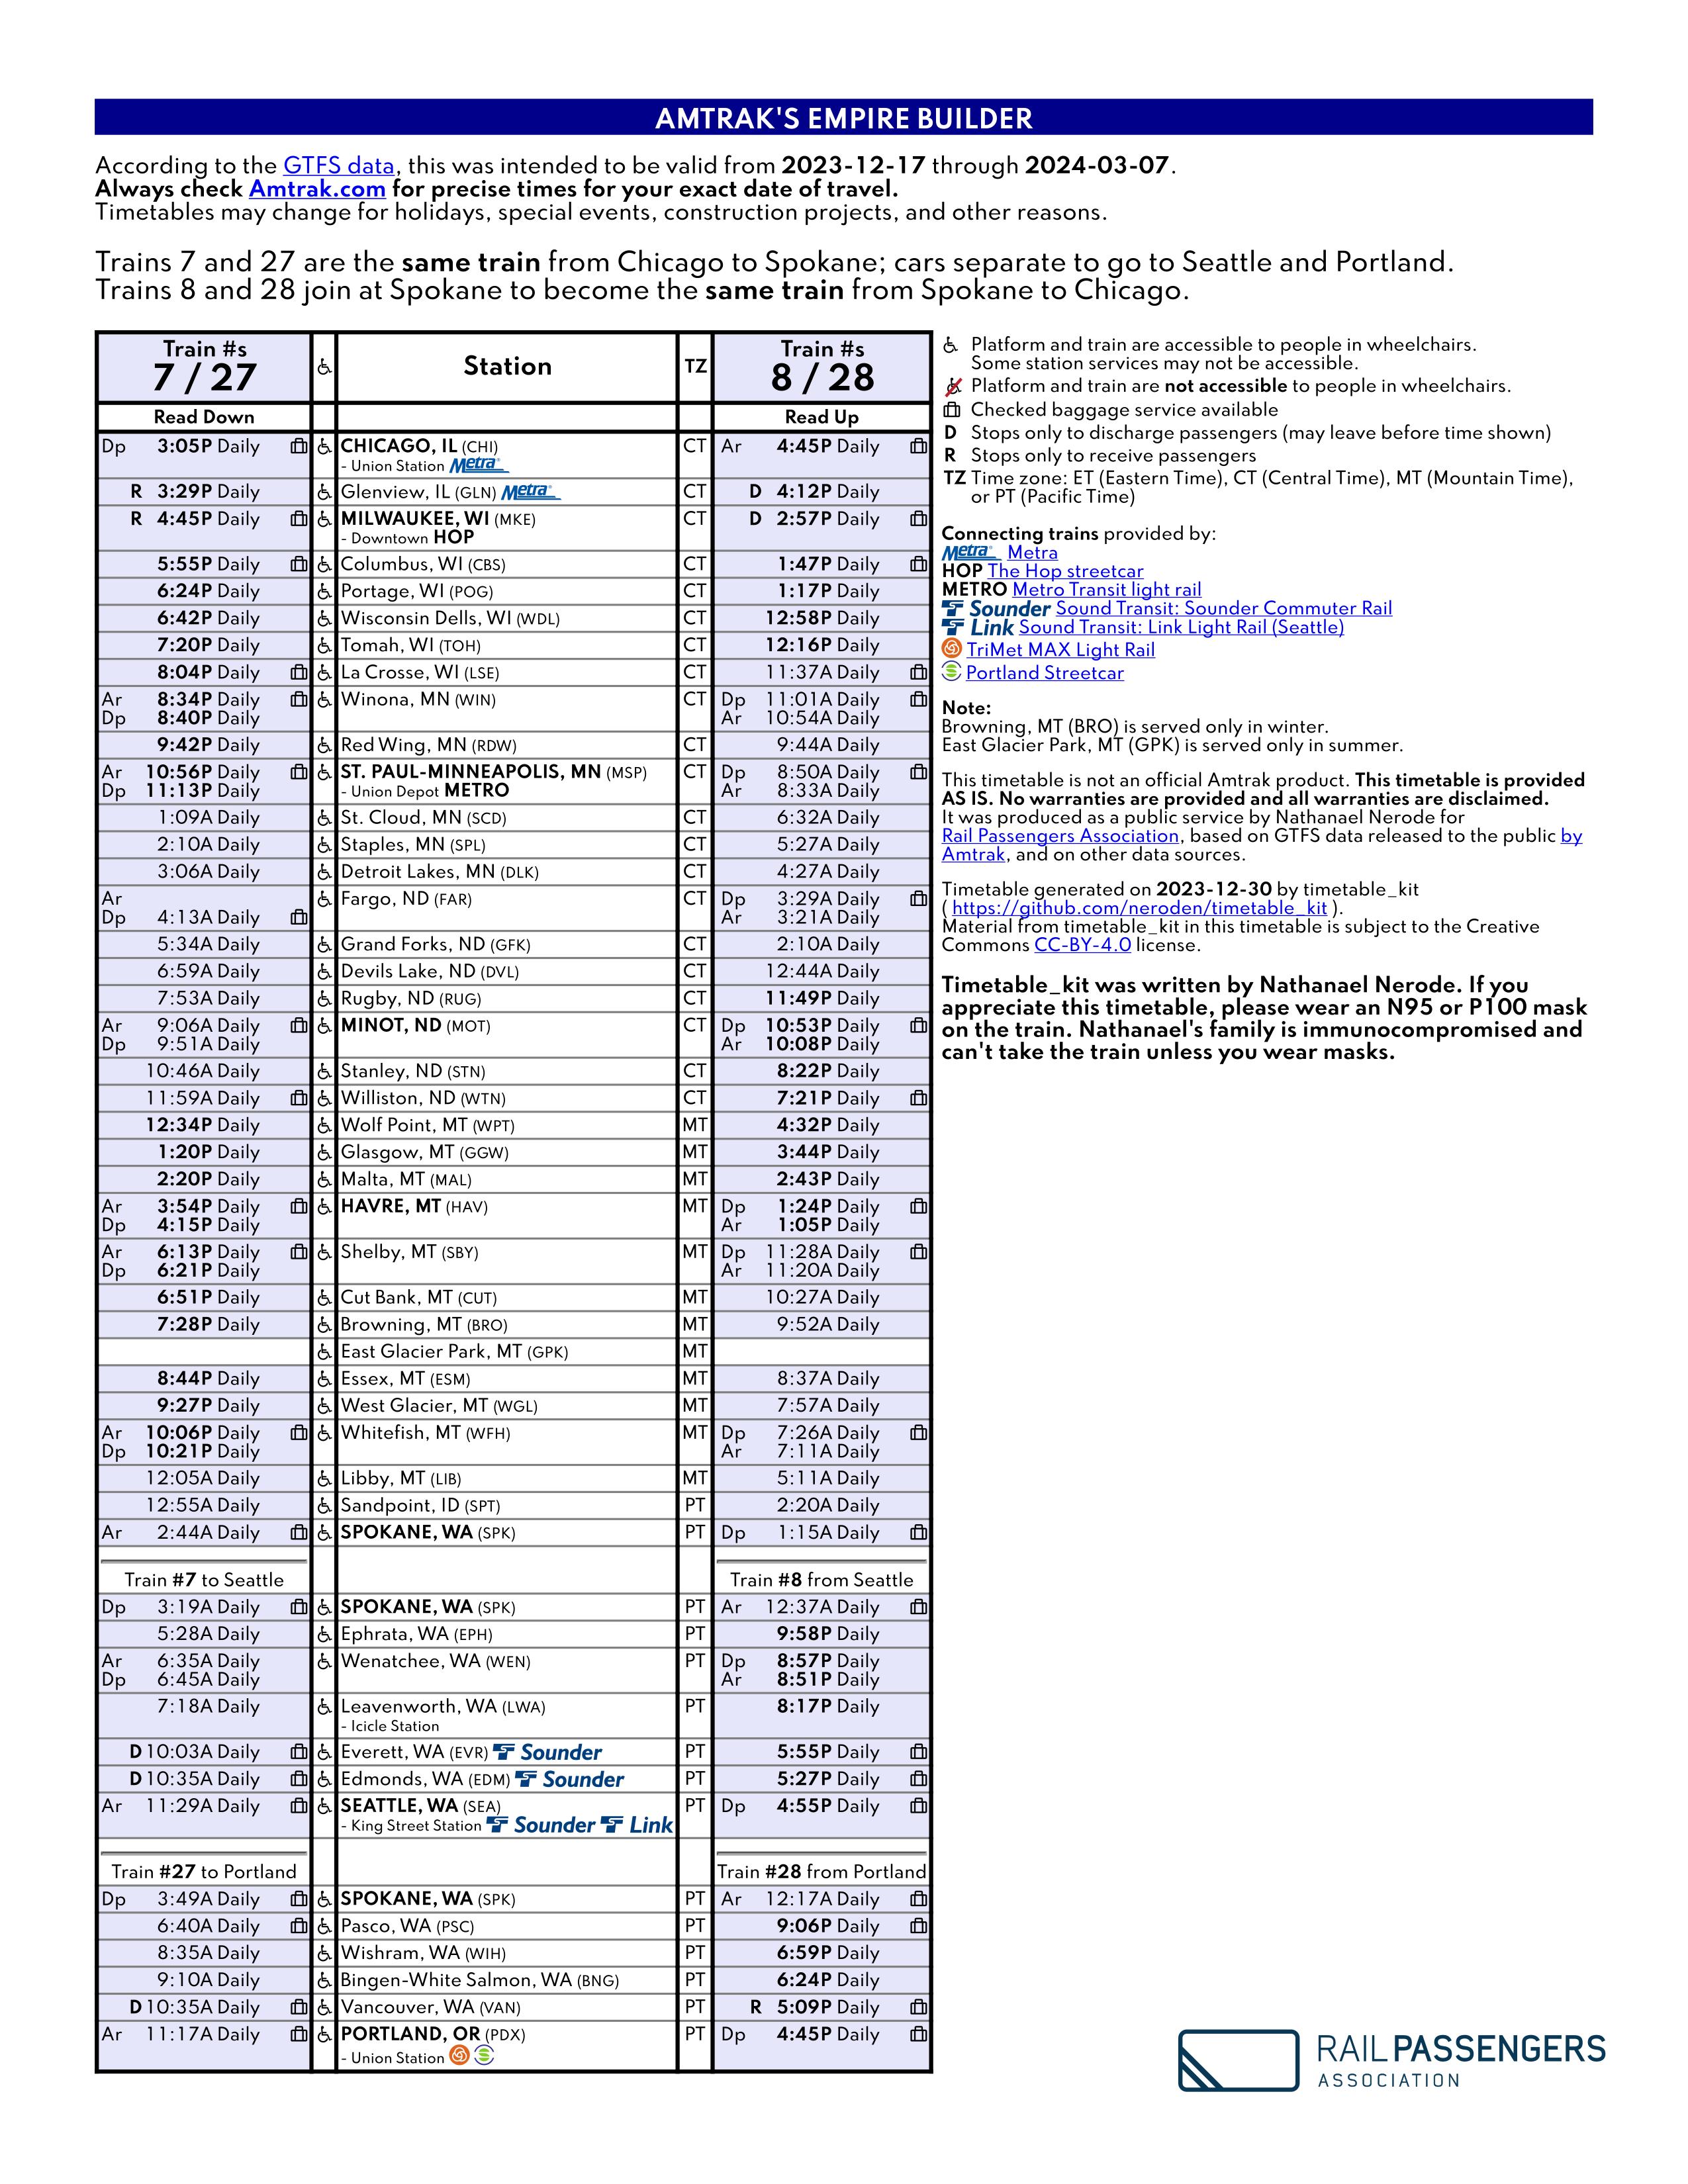 AMTRAK'S EMPIRE BUILDER
According to the GTFS data, this was intended to be valid from 2023-12-17 through 2024-03-07.
Always check Amtrak.com for precise times for your exact date of travel.
Timetables may change for holidays, special events, construction projects, and other reasons.
Trains 7 and 27 are the same train from Chicago to Spokane; cars separate to go to Seattle and Portland.
Trains 8 and 28 join at Spokane to become the same train from Spokane to Chicago.
Train #s Station TZ Train #s
7 / 27 8 / 28
Read Down Read Up
Dp 3:05P Daily CHICAGO, IL (CHI) CT Ar 4:45P Daily
- Union Station Metra
R 3:29P Daily Glenview, IL (GLN) Metra CT D 4:12P Daily
R 4:45P Daily MILWAUKEE, WI (MKE) CT D 2:57P Daily
- Downtown HOP
5:55P Daily Columbus, WI (CBS) CT 1:47P Daily
6:24P Daily Portage, WI (POG) CT 1:17P Daily
6:42P Daily Wisconsin Dells, WI (WDL) CT 12:58P Daily
7:20P Daily Tomah, WI (TOH) CT 12:16P Daily
8:04P Daily La Crosse, WI (LSE) CT 11:37A Daily
Ar 8:34P Daily Winona, MN (WIN) CT Dp 11:01A Daily
Dp 8:40P Daily Ar 10:54A Daily
9:42P Daily Red Wing, MN (RDW) CT 9:44A Daily
Ar 10:56P Daily ST. PAUL-MINNEAPOLIS, MN (MSP) CT Dp 8:50A Daily
Dp 11:13P Daily - Union Depot METRO Ar 8:33A Daily
1:09A Daily St. Cloud, MN (SCD) CT 6:32A Daily
2:10A Daily Staples, MN (SPL) CT 5:27A Daily
3:06A Daily Detroit Lakes, MN (DLK) CT 4:27A Daily
Ar Fargo, ND (FAR) CT Dp 3:29A Daily
Dp 4:13A Daily Ar 3:21A Daily
5:34A Daily Grand Forks, ND (GFK) CT 2:10A Daily
6:59A Daily Devils Lake, ND (DVL) CT 12:44A Daily
7:53A Daily Rugby, ND (RUG) CT 11:49P Daily
Ar 9:06A Daily MINOT, ND (MOT) CT Dp 10:53P Daily
Dp 9:51A Daily Ar 10:08P Daily
10:46A Daily Stanley, ND (STN) CT 8:22P Daily
11:59A Daily Williston, ND (WTN) CT 7:21P Daily
12:34P Daily Wolf Point, MT (WPT) MT 4:32P Daily
1:20P Daily Glasgow, MT (GGW) MT 3:44P Daily
2:20P Daily Malta, MT (MAL) MT 2:43P Daily
Ar 3:54P Daily HAVRE, MT (HAV) MT Dp 1:24P Daily
Dp 4:15P Daily Ar 1:05P Daily
Ar 6:13P Daily Shelby, MT (SBY) MT Dp 11:28A Daily
Dp 6:21P Daily Ar 11:20A Daily
6:51P Daily Cut Bank, MT (CUT) MT 10:27A Daily
7:28P Daily Browning, MT (BRO) MT 9:52A Daily
East Glacier Park, MT (GPK) MT
8:44P Daily Essex, MT (ESM) MT 8:37A Daily
9:27P Daily West Glacier, MT (WGL) MT 7:57A Daily
Ar 10:06P Daily Whitefish, MT (WFH) MT Dp 7:26A Daily
Dp 10:21P Daily Ar 7:11A Daily
12:05A Daily Libby, MT (LIB) MT 5:11A Daily
12:55A Daily Sandpoint, ID (SPT) PT 2:20A Daily
Ar 2:44A Daily SPOKANE, WA (SPK) PT Dp 1:15A Daily
Train #7 to Seattle Train #8 from Seattle
Dp 3:19A Daily SPOKANE, WA (SPK) PT Ar 12:37A Daily
5:28A Daily Ephrata, WA (EPH) PT 9:58P Daily
Ar 6:35A Daily Wenatchee, WA (WEN) PT Dp 8:57P Daily
Dp 6:45A Daily Ar 8:51P Daily
7:18A Daily Leavenworth, WA (LWA) PT 8:17P Daily
- Icicle Station
D 10:03A Daily Everett, WA (EVR) Sounder PT 5:55P Daily
D 10:35A Daily Edmonds, WA (EDM) Sounder PT 5:27P Daily
Ar 11:29A Daily SEATTLE, WA (SEA) PT Dp 4:55P Daily
- King Street Station Sounder Link
Train #27 to Portland Train #28 from Portland
Dp 3:49A Daily SPOKANE, WA (SPK) PT Ar 12:17A Daily
6:40A Daily Pasco, WA (PSC) PT 9:06P Daily
8:35A Daily Wishram, WA (WIH) PT 6:59P Daily
9:10A Daily Bingen-White Salmon, WA (BNG) PT 6:24P Daily
D 10:35A Daily Vancouver, WA (VAN) PT R 5:09P Daily
Ar 11:17A Daily PORTLAND, OR (PDX) PT Dp 4:45P Daily
- Union Station
Platform and train are accessible to people in wheelchairs.
Some station services may not be accessible.
Platform and train are not accessible to people in wheelchairs.
Checked baggage service available
D Stops only to discharge passengers (may leave before time shown)
R Stops only to receive passengers
TZ Time zone: ET (Eastern Time), CT (Central Time), MT (Mountain Time),
or PT (Pacific Time)
Connecting trains provided by:
Metra Metra
HOP The Hop streetcar
METRO Metro Transit light rail
Sounder Sound Transit: Sounder Commuter Rail
Link Sound Transit: Link Light Rail (Seattle)
TriMet MAX Light Rail
Portland Streetcar
Note:
Browning, MT (BRO) is served only in winter.
East Glacier Park, MT (GPK) is served only in summer.
This timetable is not an official Amtrak product. This timetable is provided
AS IS. No warranties are provided and all warranties are disclaimed.
It was produced as a public service by Nathanael Nerode for
Rail Passengers Association, based on GTFS data released to the public by
Amtrak, and on other data sources.
Timetable generated on 2023-12-30 by timetable_kit
( https://github.com/neroden/timetable_kit ).
Material from timetable_kit in this timetable is subject to the Creative
Commons CC-BY-4.0 license.
Timetable_kit was written by Nathanael Nerode. If you
appreciate this timetable, please wear an N95 or P100 mask
on the train. Nathanael's family is immunocompromised and
can't take the train unless you wear masks.
RAIL PASSENGERS
ASSOCIATION